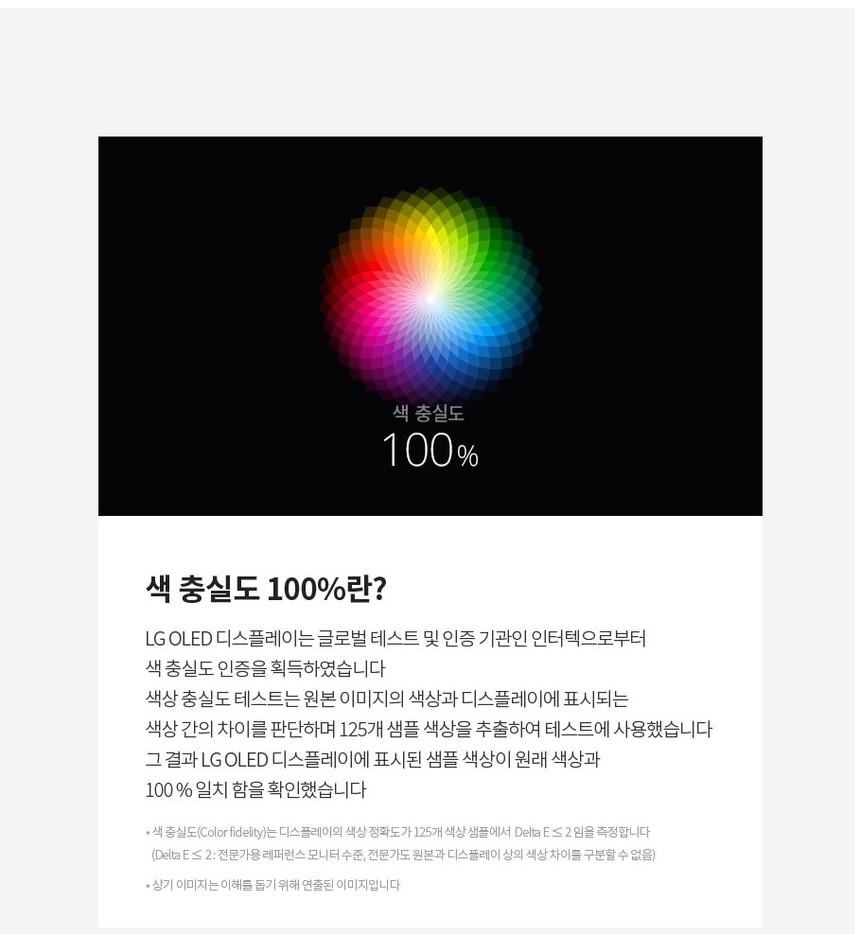 색 충실도
100%
색 충실도 100%란?
LG OLED 디스플레이는 글로벌 테스트 및 인증 기관인 인터텍으로부터
색 충실도 인증을 획득하였습니다
색상 충실도 테스트는 원본 이미지의 색상과 디스플레이에 표시되는
색상 간의 차이를 판단하며 125개 샘플 색상을 추출하여 테스트에 사용했습니다
그 결과 LG OLED 디스플레이에 표시된 샘플 색상이 원래 색상과
100 % 일치 함을 확인했습니다
* 색 충실도(Color fidelity)는 디스플레이의 색상 정확도가 125개 색상 샘플에서 Delta E ≤ 2 임을 측정합니다
(Delta E ≤ 2 : 전문가용 레퍼런스 모니터 수준, 전문가도 원본과 디스플레이 상의 색상 차이를 구분할 수 없음)
* 상기 이미지는 이해를 돕기 위해 연출된 이미지입니다